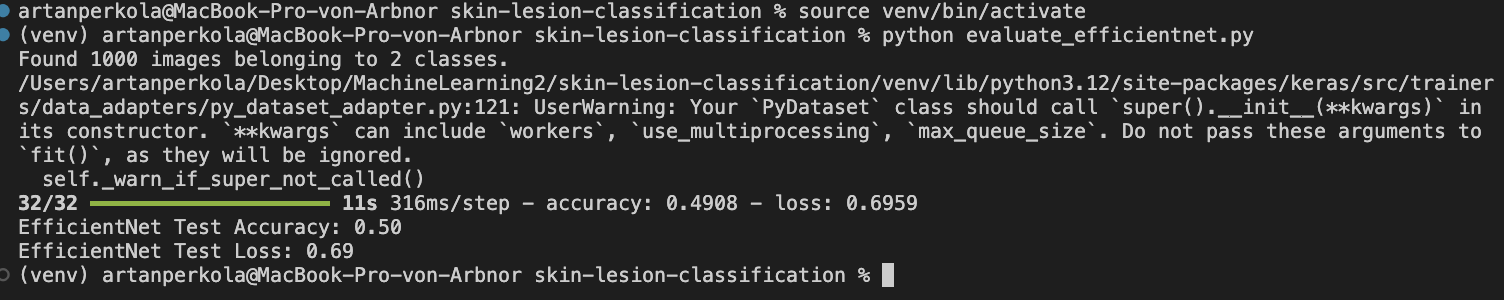 artanperkola@MacBook-Pro-von-Arbnor skin-lesion-classification % source venv/bin/activate
(venv) artanperkola@MacBook-Pro-von-Arbnor skin-lesion-classification % python evaluate_efficientnet.py
Found 1000 images belonging to 2 classes.
/Users/artanperkola/Desktop/MachineLearning2/skin-lesion-classification/venv/lib/python3.12/site-packages/keras/src/trainer
s/data_adapters/py_dataset_adapter.py:121: UserWarning: Your `PyDataset` class should call `super().__init__(**kwargs)` in
its constructor. `**kwargs` can include `workers`, `use_multiprocessing`, `max_queue_size`. Do not pass these arguments to
`fit()`, as they will be ignored.
  self._warn_if_super_not_called()
32/32 ━━━━━━━━━━━━━━━━━━━━ 11s 316ms/step - accuracy: 0.4908 - loss: 0.6959
EfficientNet Test Accuracy: 0.50
EfficientNet Test Loss: 0.69
(venv) artanperkola@MacBook-Pro-von-Arbnor skin-lesion-classification %